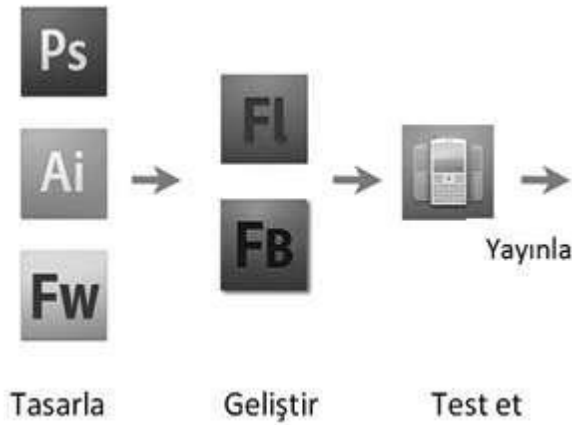 Ps
Ai
Fw
Fl
FB
Yayınla
Tasarla
Geliştir
Test et